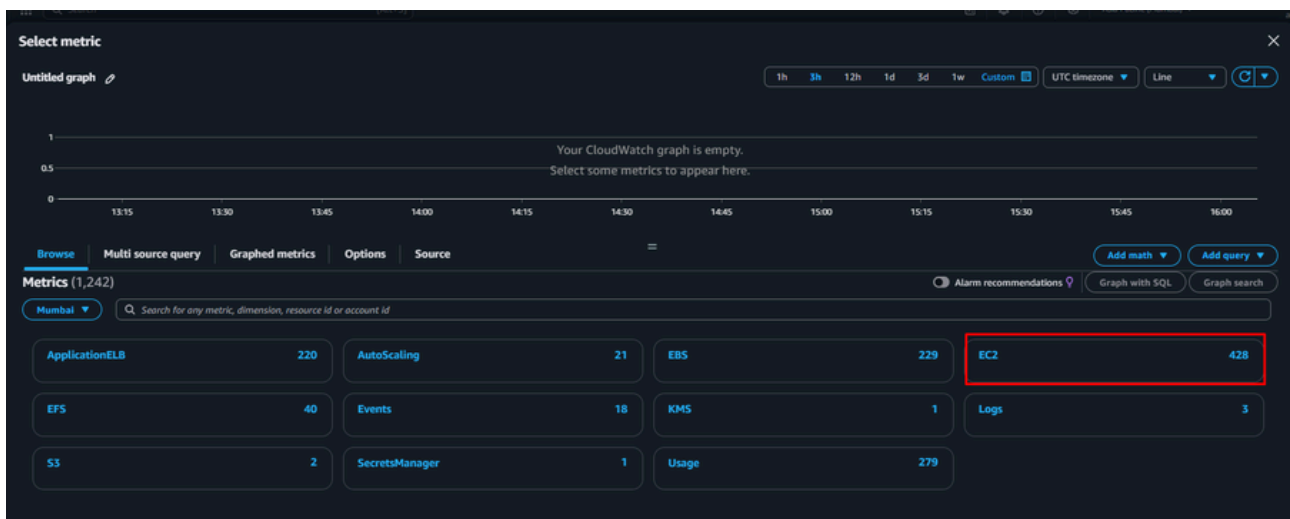 Select metric
Untitled graph
1h 3h 12h 1d 3d 1w Custom UTC timezone Line
1
0.5
0
Your CloudWatch graph is empty.
Select some metrics to appear here.
13:15 13:30 13:45 14:00 14:15 14:30 14:45 15:00 15:15 15:30 15:45 16:00
Browse Multi source query Graphed metrics Options Source Add math Add query
Metrics (1,242) Alarm recommendations Graph with SQL Graph search
Mumbai Search for any metric, dimension, resource id or account id
ApplicationELB 220 AutoScaling 21 EBS 229 EC2 428
EFS 40 Events 18 KMS 1 Logs 3
S3 2 SecretsManager 1 Usage 279